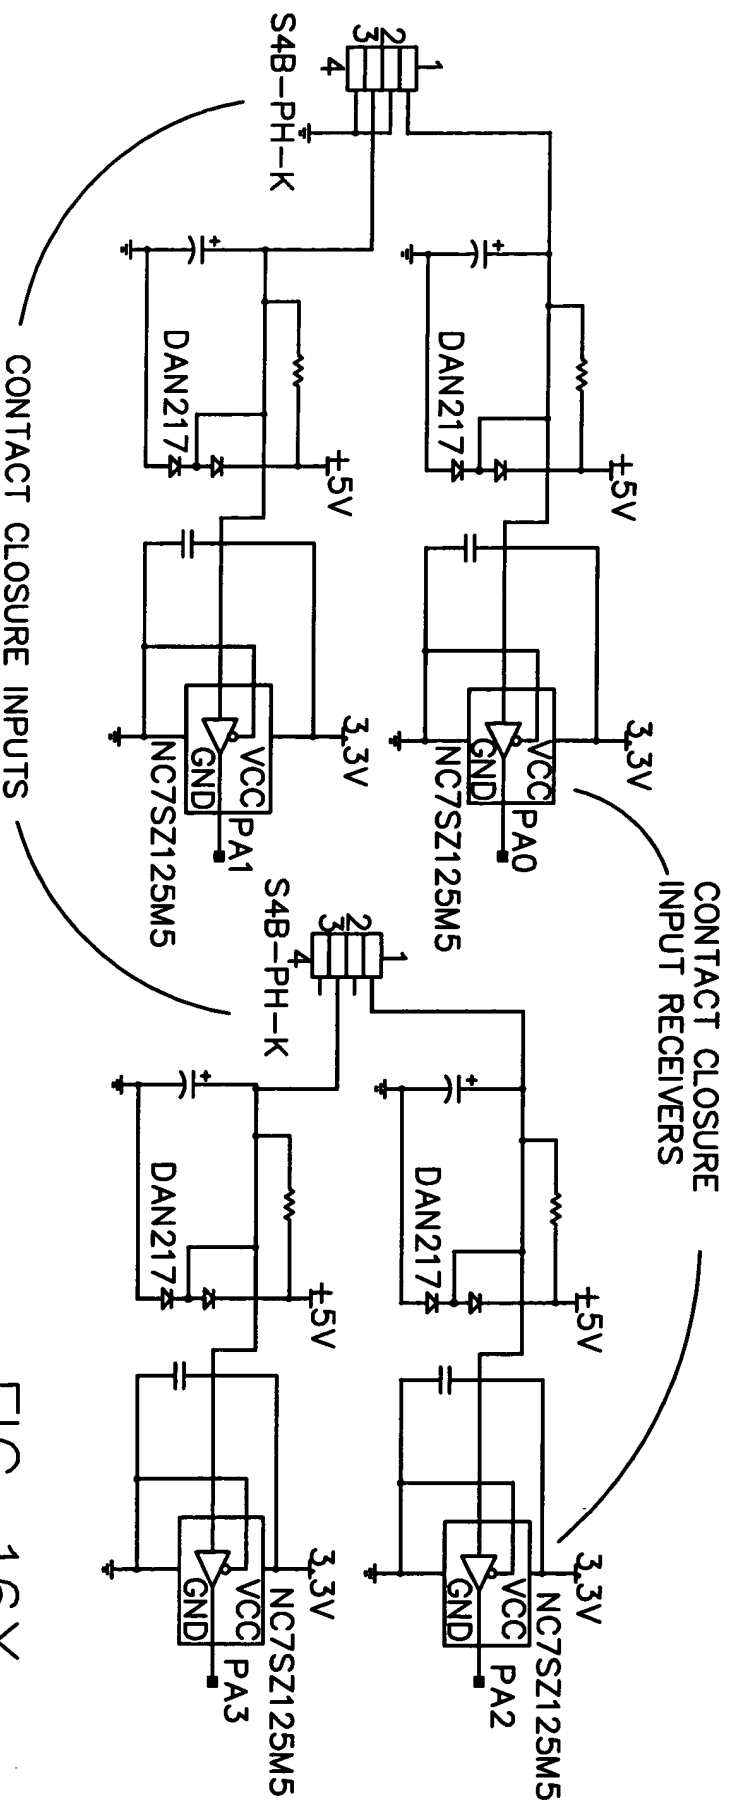 CONTACT CLOSURE
INPUT RECEIVERS
3.3V
VCC
GND
PA0
NC7SZ125M5
+5V
DAN217
1
2
3
4
S4B-PH-K
3.3V
VCC
GND
PA1
NC7SZ125M5
+5V
DAN217
3.3V
NC7SZ125M5
VCC
GND
PA2
+5V
DAN217
1
2
3
4
S4B-PH-K
3.3V
NC7SZ125M5
VCC
GND
PA3
+5V
DAN217
CONTACT CLOSURE INPUTS